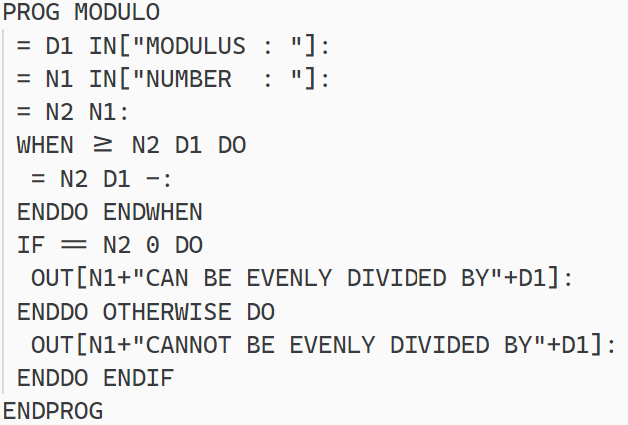 PROG MODULO
= D1 IN["MODULUS : "]:
= N1 IN["NUMBER  : "]:
= N2 N1:
WHEN ≥ N2 D1 DO
= N2 D1 −:
ENDDO ENDWHEN
IF == N2 0 DO
OUT[N1+"CAN BE EVENLY DIVIDED BY"+D1]:
ENDDO OTHERWISE DO
OUT[N1+"CANNOT BE EVENLY DIVIDED BY"+D1]:
ENDDO ENDIF
ENDPROG